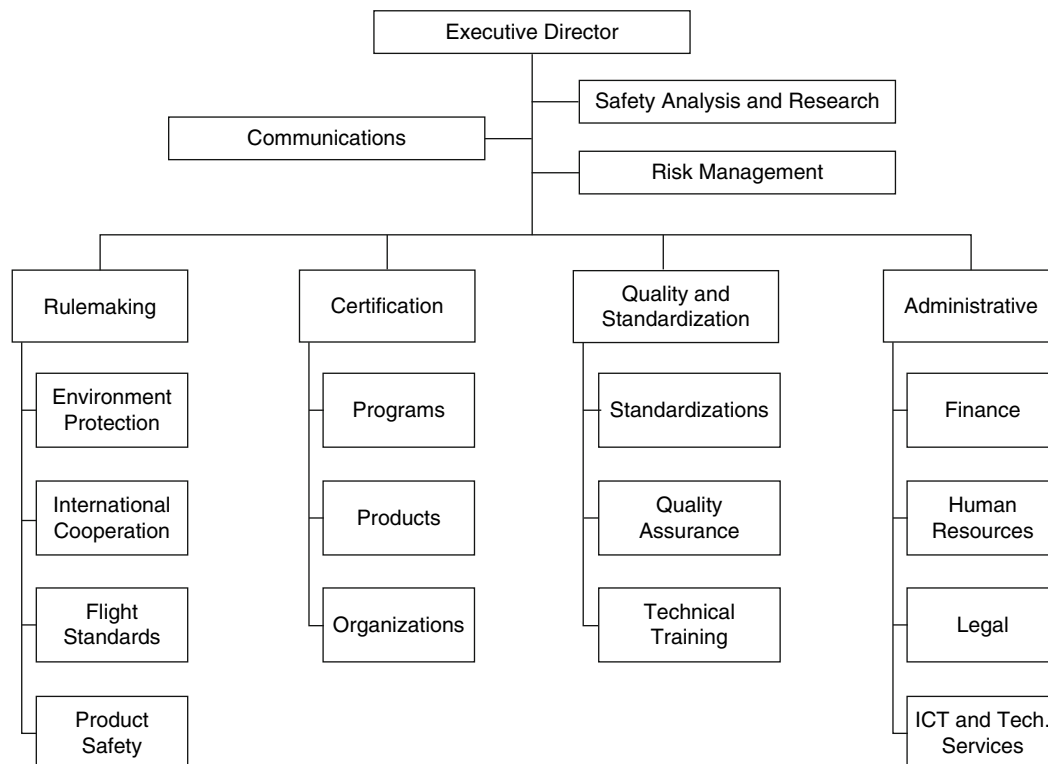 Executive Director
Safety Analysis and Research
Communications
Risk Management
Rulemaking
Certification
Quality and
Standardization
Administrative
Environment
Protection
Programs
Standardizations
Finance
International
Cooperation
Products
Quality
Assurance
Human
Resources
Flight
Standards
Organizations
Technical
Training
Legal
Product
Safety
ICT and Tech.
Services